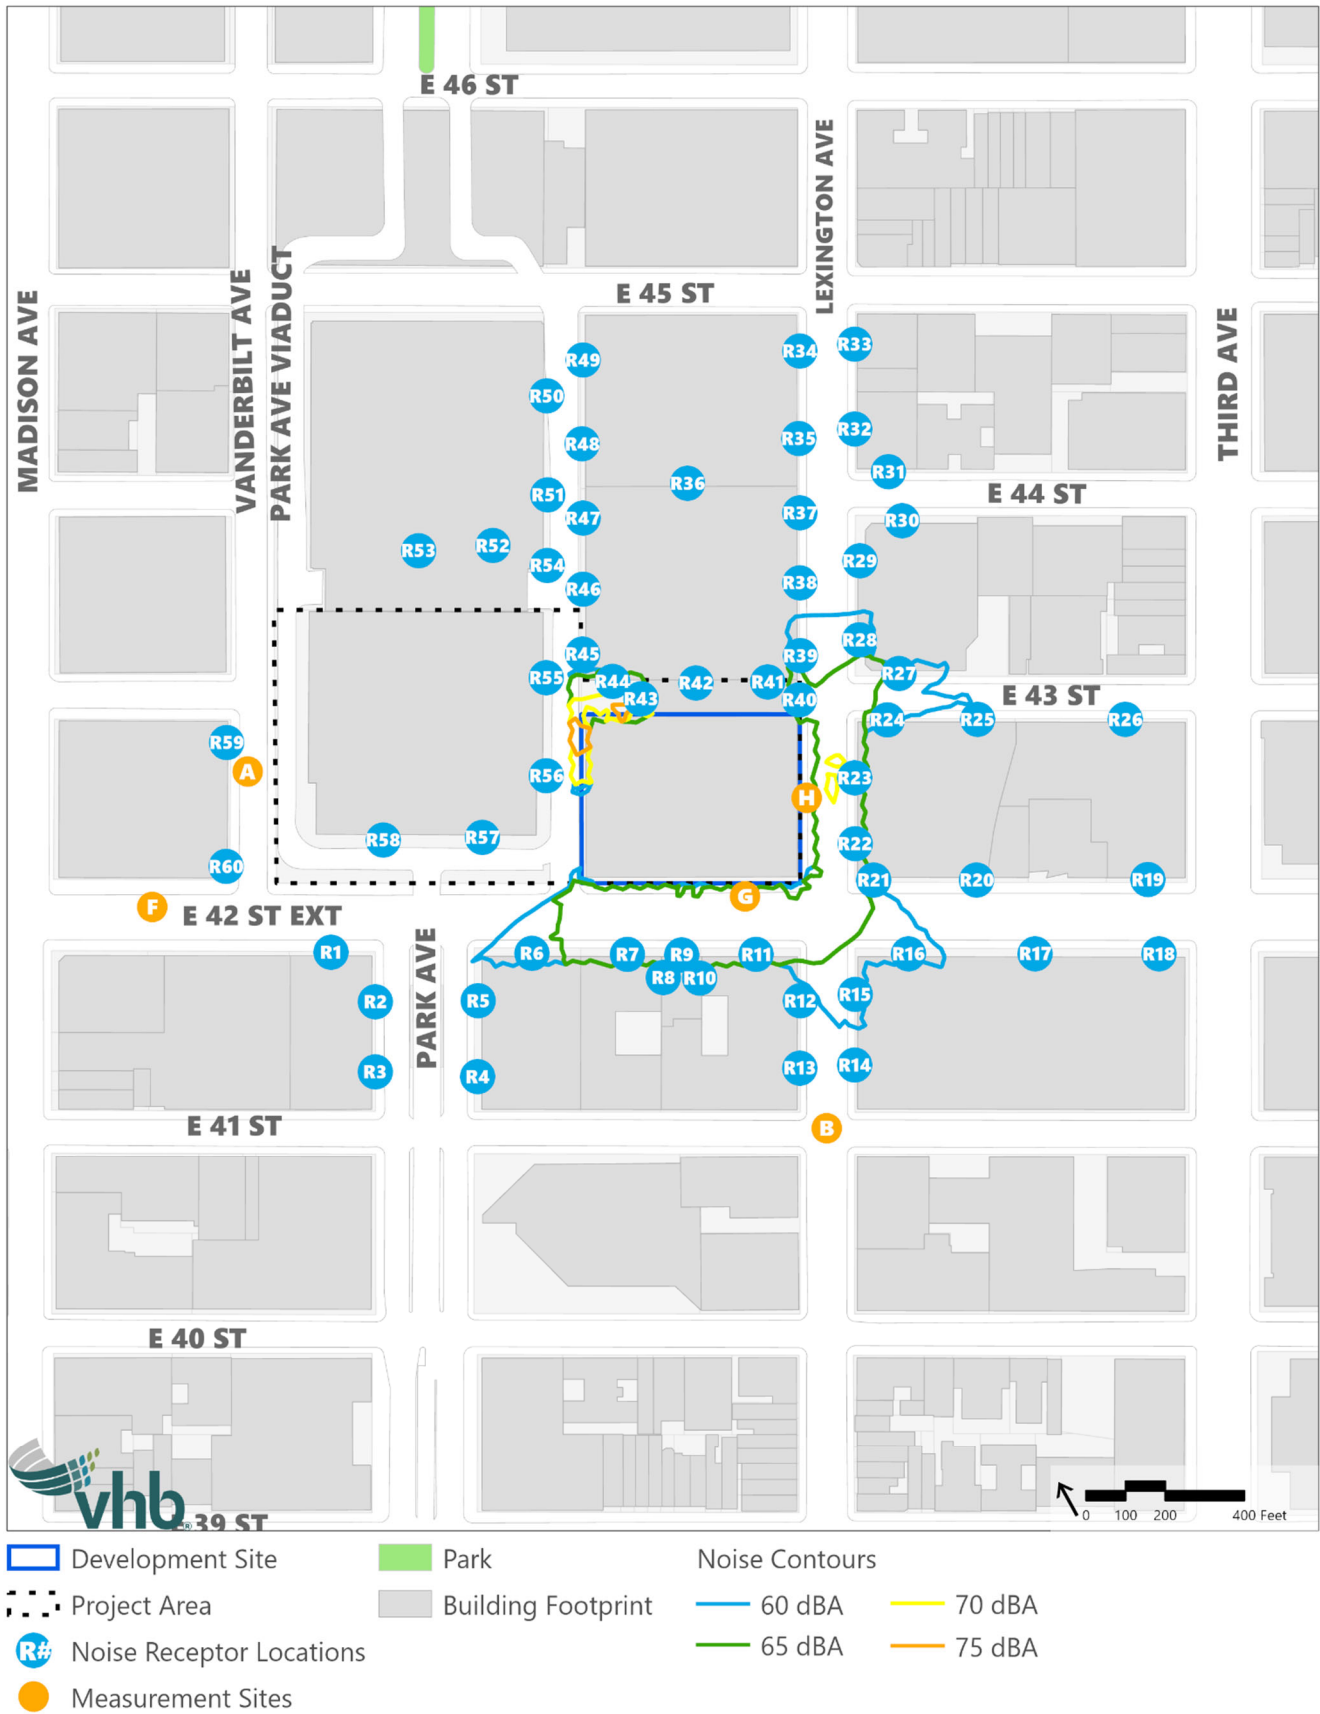 E 46 ST
LEXINGTON AVE
E 45 ST
MADISON AVE
VANDERBILT AVE
PARK AVE VIADUCT
THIRD AVE
R49
R34
R33
R50
R48
R35
R32
R31
R36
R51
E 44 ST
R47
R37
R30
R53
R52
R54
R29
R46
R38
R28
R45
R39
R55
R44
R42
R41
R27
R43
R40
E 43 ST
R24
R25
R26
R59
A
R56
R23
H
R58
R57
R22
R60
R21
R20
R19
F
G
E 42 ST EXT
R1
PARK AVE
R6
R7
R9
R11
R16
R17
R18
R8
R10
R2
R5
R12
R15
R3
R4
R13
R14
E 41 ST
B
E 40 ST
vhb®
E 39 ST
0 100 200 400 Feet
Development Site
Park
Noise Contours
Project Area
Building Footprint
60 dBA
70 dBA
R# Noise Receptor Locations
65 dBA
75 dBA
Measurement Sites